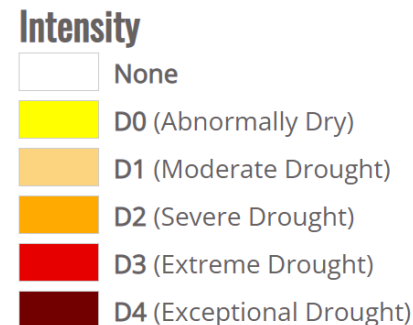 Intensity
None
D0 (Abnormally Dry)
D1 (Moderate Drought)
D2 (Severe Drought)
D3 (Extreme Drought)
D4 (Exceptional Drought)